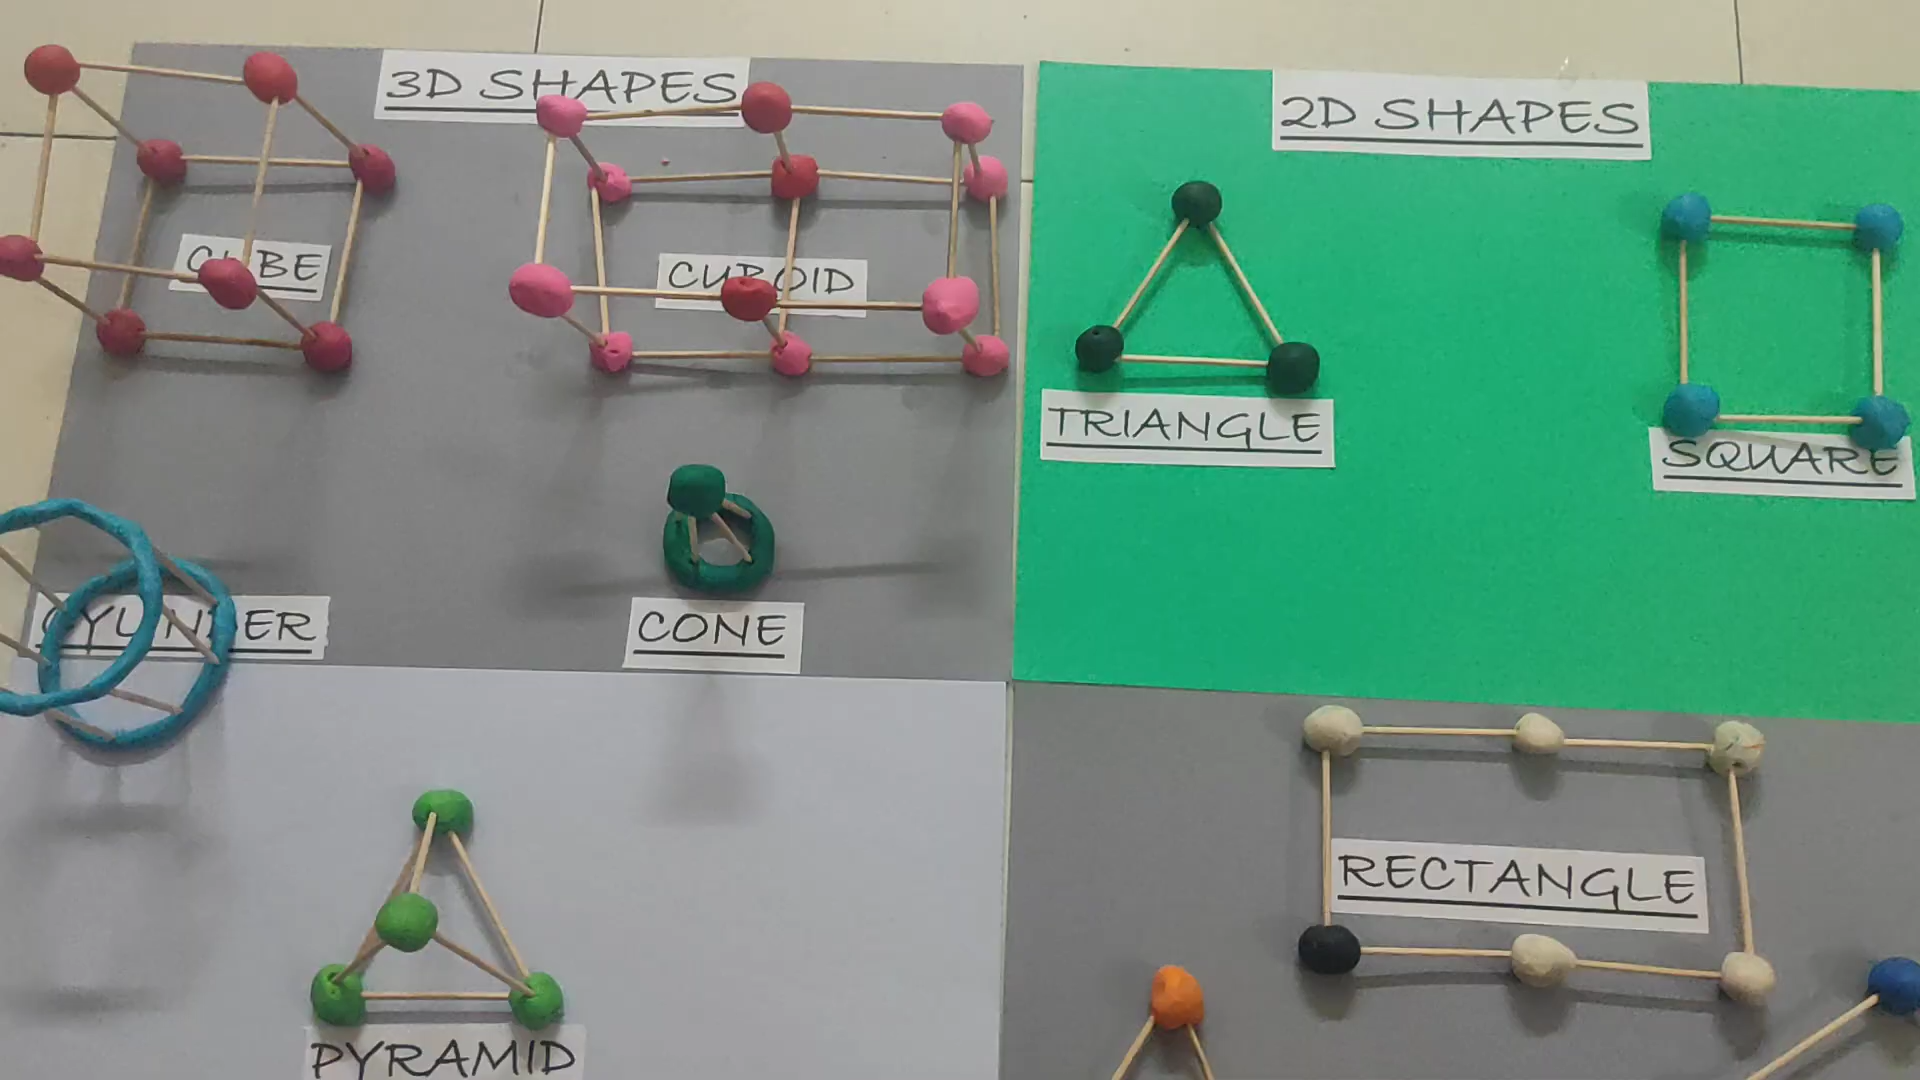 3D SHAPES
CUBE
CUBOID
CYLINDER
CONE
PYRAMID
2D SHAPES
TRIANGLE
SQUARE
RECTANGLE